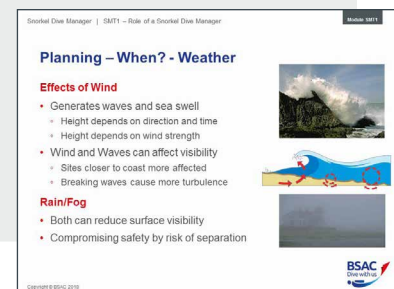 Snorkel Dive Manager | SMT1 – Role of a Snorkel Dive Manager
Module SMT1
Planning – When? - Weather
Effects of Wind
• Generates waves and sea swell
◦ Height depends on direction and time
◦ Height depends on wind strength
• Wind and Waves can affect visibility
◦ Sites closer to coast more affected
◦ Breaking waves cause more turbulence
Rain/Fog
• Both can reduce surface visibility
• Compromising safety by risk of separation
BSAC
Dive with us
Copyright © BSAC 2018